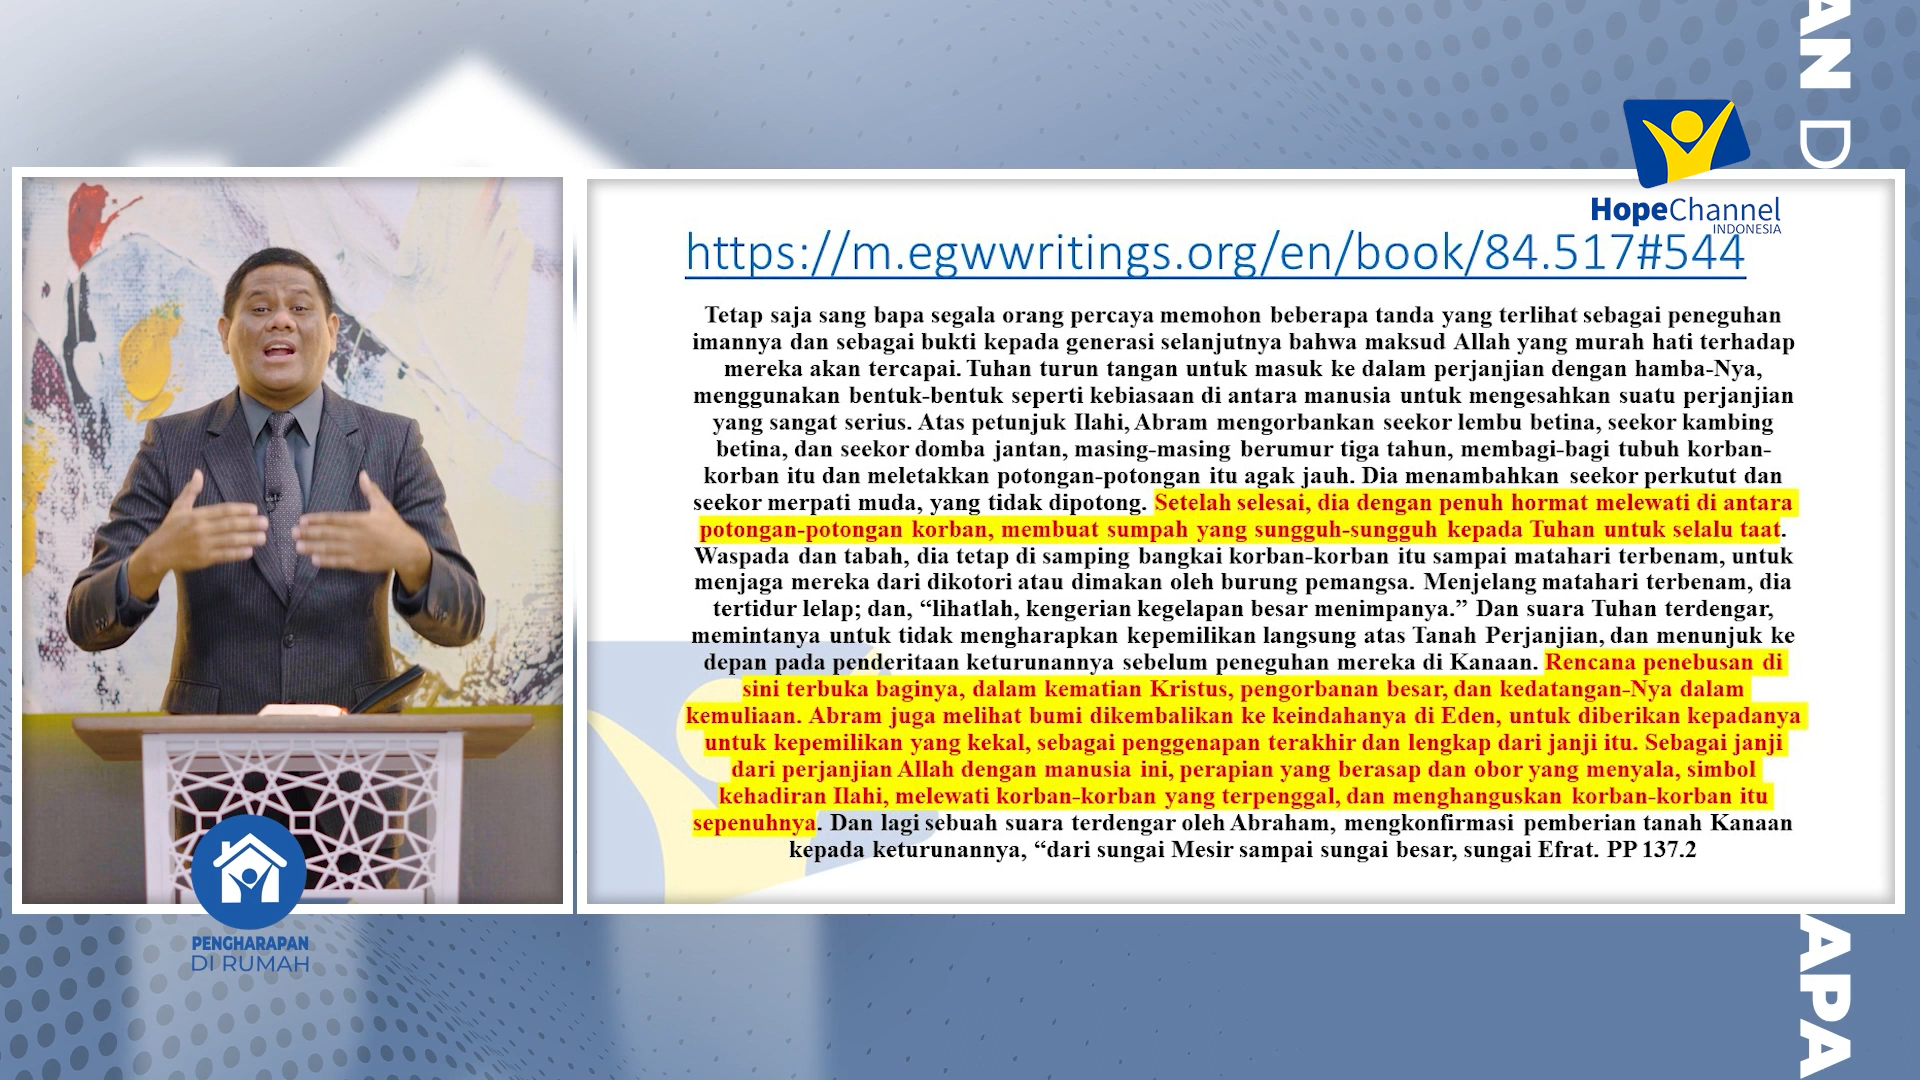 AN D
HopeChannel
INDONESIA
https://m.egwwritings.org/en/book/84.517#544
Tetap saja sang bapa segala orang percaya memohon beberapa tanda yang terlihat sebagai peneguhan
imannya dan sebagai bukti kepada generasi selanjutnya bahwa maksud Allah yang murah hati terhadap
mereka akan tercapai. Tuhan turun tangan untuk masuk ke dalam perjanjian dengan hamba-Nya,
menggunakan bentuk-bentuk seperti kebiasaan di antara manusia untuk mengesahkan suatu perjanjian
yang sangat serius. Atas petunjuk Ilahi, Abram mengorbankan seekor lembu betina, seekor kambing
betina, dan seekor domba jantan, masing-masing berumur tiga tahun, membagi-bagi tubuh korban-
korban itu dan meletakkan potongan-potongan itu agak jauh. Dia menambahkan seekor perkutut dan
seekor merpati muda, yang tidak dipotong. Setelah selesai, dia dengan penuh hormat melewati di antara
potongan-potongan korban, membuat sumpah yang sungguh-sungguh kepada Tuhan untuk selalu taat.
Waspada dan tabah, dia tetap di samping bangkai korban-korban itu sampai matahari terbenam, untuk
menjaga mereka dari dikotori atau dimakan oleh burung pemangsa. Menjelang matahari terbenam, dia
tertidur lelap; dan, “lihatlah, kengerian kegelapan besar menimpanya.” Dan suara Tuhan terdengar,
memintanya untuk tidak mengharapkan kepemilikan langsung atas Tanah Perjanjian, dan menunjuk ke
depan pada penderitaan keturunannya sebelum peneguhan mereka di Kanaan. Rencana penebusan di
sini terbuka baginya, dalam kematian Kristus, pengorbanan besar, dan kedatangan-Nya dalam
kemuliaan. Abram juga melihat bumi dikembalikan ke keindahanya di Eden, untuk diberikan kepadanya
untuk kepemilikan yang kekal, sebagai penggenapan terakhir dan lengkap dari janji itu. Sebagai janji
dari perjanjian Allah dengan manusia ini, perapian yang berasap dan obor yang menyala, simbol
kehadiran Ilahi, melewati korban-korban yang terpenggal, dan menghanguskan korban-korban itu
sepenuhnya. Dan lagi sebuah suara terdengar oleh Abraham, mengkonfirmasi pemberian tanah Kanaan
kepada keturunannya, “dari sungai Mesir sampai sungai besar, sungai Efrat. PP 137.2
PENGHARAPAN
DI RUMAH
APA